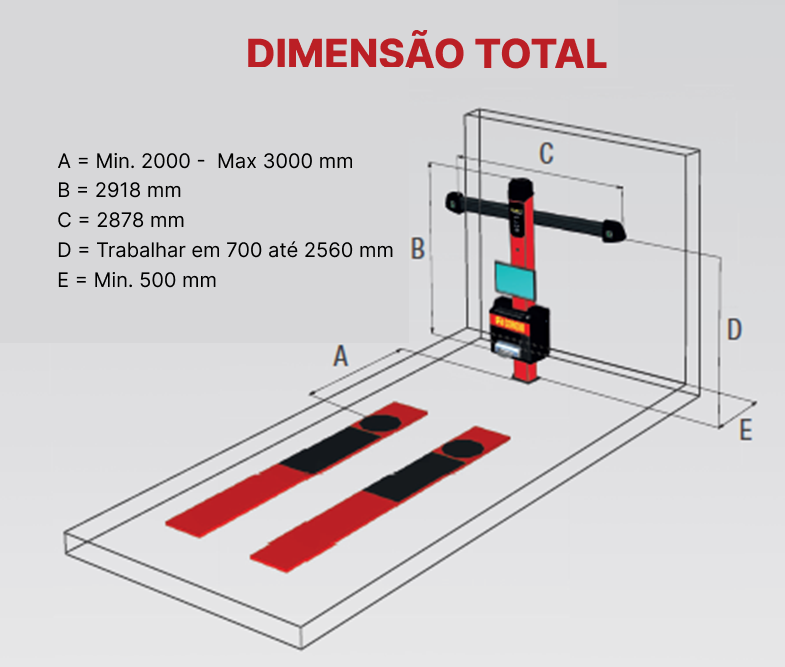 DIMENSÃO TOTAL
A = Min. 2000 -  Max 3000 mm
B = 2918 mm
C = 2878 mm
D = Trabalhar em 700 até 2560 mm
E = Min. 500 mm
C
B
D
A
E